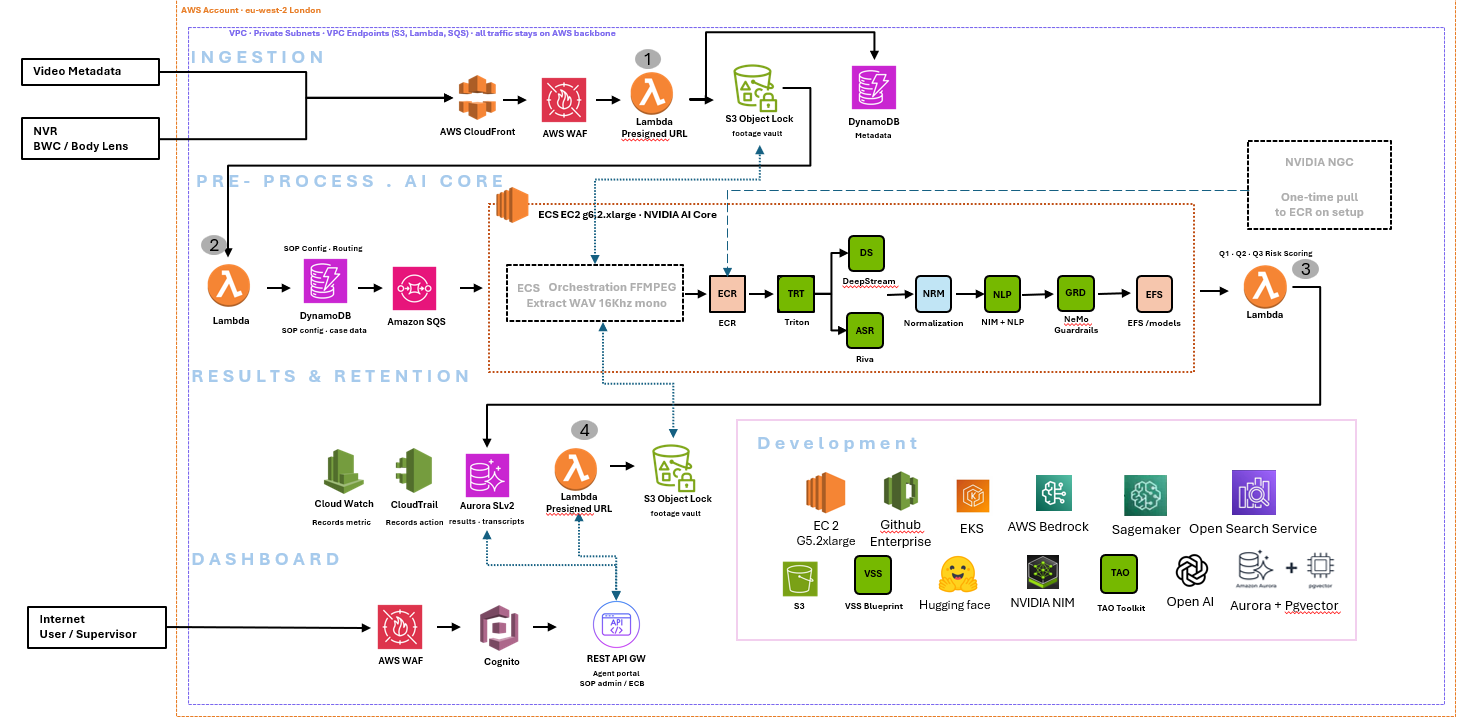 AWS Account · eu-west-2 London
VPC · Private Subnets · VPC Endpoints (S3, Lambda, SQS) · all traffic stays on AWS backbone
INGESTION
Video Metadata
NVR
BWC / Body Lens
AWS CloudFront
AWS WAF
1
Lambda
Presigned URL
S3 Object Lock
footage vault
DynamoDB
Metadata
NVIDIA NGC
One-time pull
to ECR on setup
PRE- PROCESS . AI CORE
ECS EC2 g6.2.xlarge · NVIDIA AI Core
2
Lambda
SOP Config · Routing
DynamoDB
SOP config · case data
Amazon SQS
ECS Orchestration FFMPEG
Extract WAV 16Khz mono
ECR
ECR
TRT
Triton
DS
DeepStream
ASR
Riva
NRM
Normalization
NLP
NIM + NLP
GRD
NeMo
Guardrails
EFS
EFS /models
Q1 · Q2 · Q3 Risk Scoring
3
Lambda
RESULTS & RETENTION
Cloud Watch
Records metric
CloudTrail
Records action
Aurora SLv2
results · transcripts
4
Lambda
Presigned URL
S3 Object Lock
footage vault
Development
EC 2
G5.2xlarge
Github
Enterprise
EKS
AWS Bedrock
Sagemaker
Open Search Service
S3
VSS
VSS Blueprint
Hugging face
NVIDIA NIM
TAO
TAO Toolkit
Open AI
Amazon Aurora
+
pgvector
Aurora + Pgvector
DASHBOARD
Internet
User / Supervisor
AWS WAF
Cognito
API
REST API GW
Agent portal
SOP admin / ECB